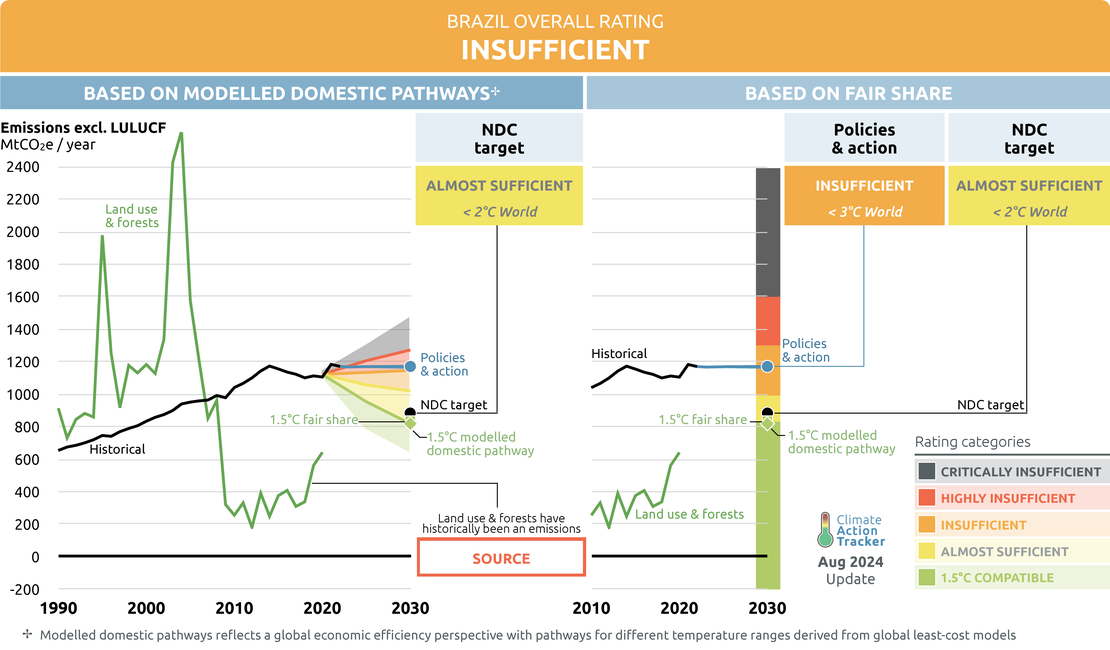 BRAZIL OVERALL RATING
INSUFFICIENT
BASED ON MODELLED DOMESTIC PATHWAYS✢
BASED ON FAIR SHARE
Emissions excl. LULUCF
MtCO₂e / year
NDC
target
ALMOST SUFFICIENT
< 2°C World
Policies
& action
INSUFFICIENT
< 3°C World
NDC
target
ALMOST SUFFICIENT
< 2°C World
2400
2200
2000
1800
1600
1400
1200
1000
800
600
400
200
0
-200
1990
2000
2010
2020
2030
Land use
& forests
Historical
Policies
& action
NDC target
1.5°C fair share
1.5°C modelled
domestic pathway
Land use & forests have
historically been an emissions
SOURCE
Historical
Policies
& action
NDC target
1.5°C fair share
1.5°C modelled
domestic pathway
Land use & forests
2010
2020
2030
Climate
Action
Tracker
Aug 2024
Update
Rating categories
CRITICALLY INSUFFICIENT
HIGHLY INSUFFICIENT
INSUFFICIENT
ALMOST SUFFICIENT
1.5°C COMPATIBLE
✢ Modelled domestic pathways reflects a global economic efficiency perspective with pathways for different temperature ranges derived from global least-cost models